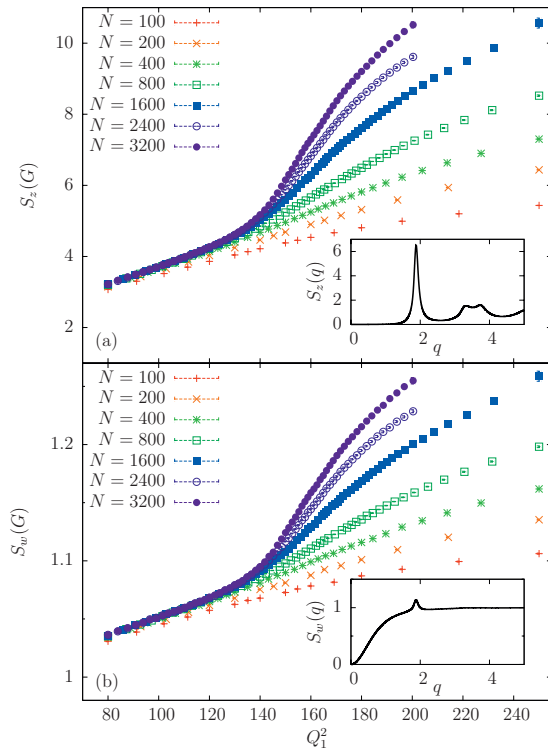 N = 100
N = 200
N = 400
N = 800
N = 1600
N = 2400
N = 3200
10
8
6
4
2
S_z(G)
(a)
6
4
2
0
S_z(q)
0 2 4
q
N = 100
N = 200
N = 400
N = 800
N = 1600
N = 2400
N = 3200
1.2
1.1
1
S_w(G)
(b)
1
0
S_w(q)
0 2 4
q
80 100 120 140 160 180 200 220 240
Q_1^2